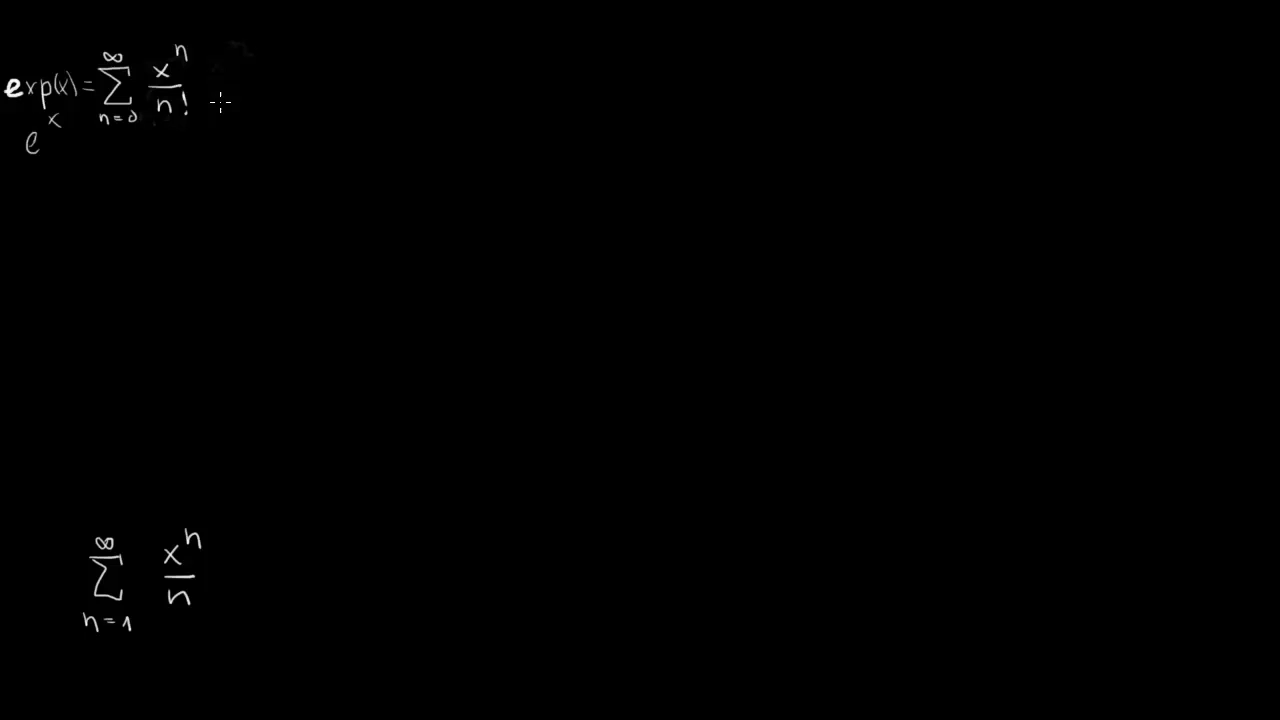 exp(x) = ∞ ∑ n=0 x^n / n!
e^x
∞ ∑ n=1 x^n / n